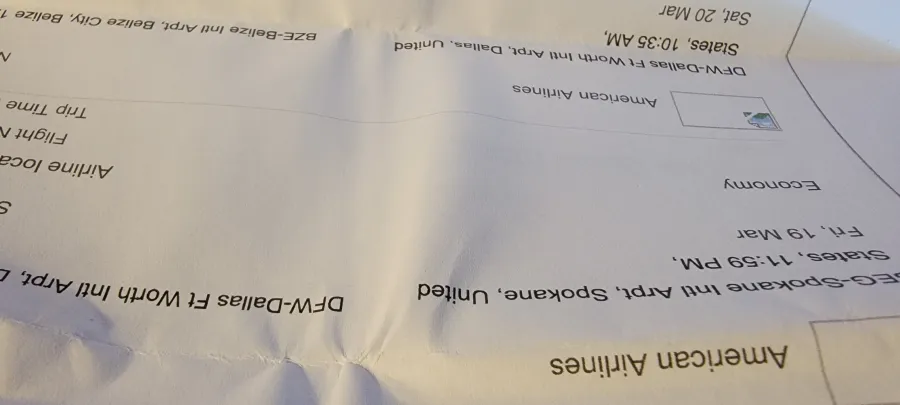 American Airlines
EG-Spokane Intl Arpt, Spokane, United
States, 11:59 PM,
Fri, 19 Mar
DFW-Dallas Ft Worth Intl Arpt,
Economy
Airline loca
Flight
Trip Time
American Airlines
DFW-Dallas Ft Worth Intl Arpt, Dallas, United
States, 10:35 AM,
Sat, 20 Mar
BZE-Belize Intl Arpt, Belize City, Belize